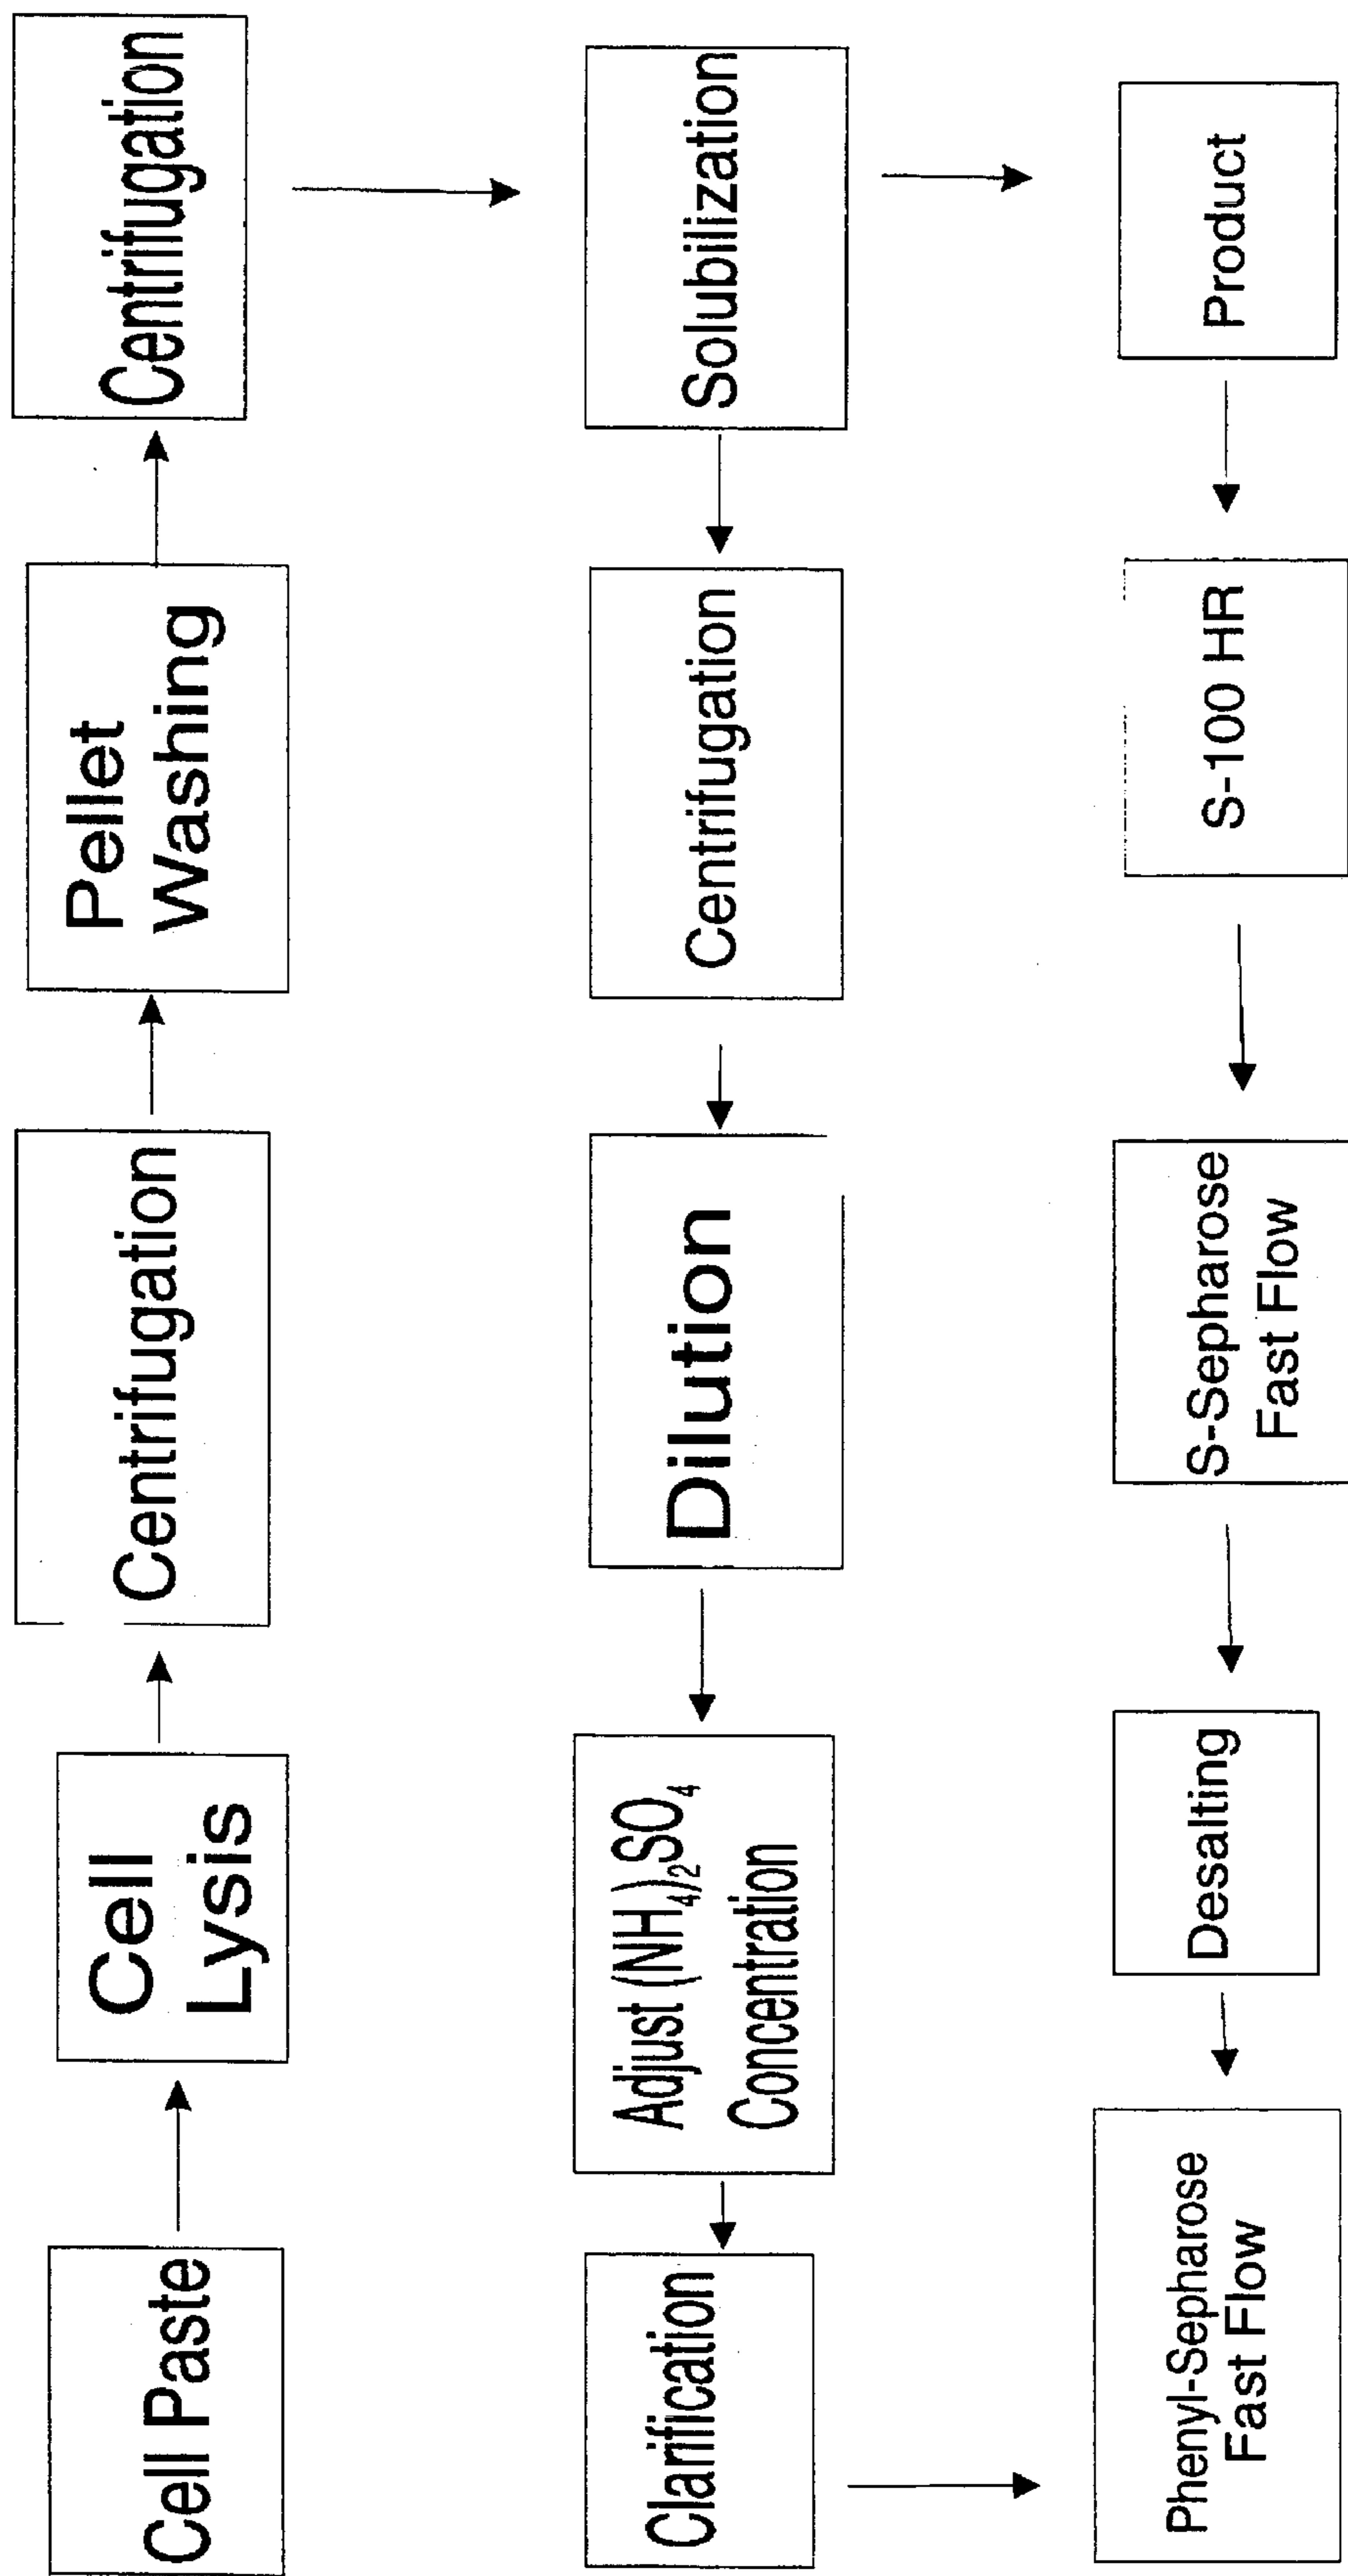 Cell Paste
Cell
Lysis
Centrifugation
Pellet
Washing
Centrifugation
Clarification
Adjust (NH₄)₂SO₄
Concentration
Dilution
Centrifugation
Solubilization
Phenyl-Sepharose
Fast Flow
Desalting
S-Sepharose
Fast Flow
S-100 HR
Product